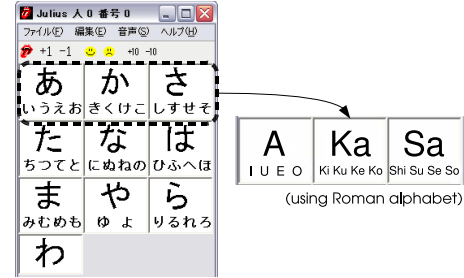 Julius 人 0 番号 0
ファイル(F) 編集(E) 音声(S) ヘルプ(H)
+1 -1 +10 -10
あ か さ
いうえお きくけこ しすせそ
た な は
ちつてと にぬねの ひふへほ
ま や ら
みむめも ゆ よ りるれろ
わ
A Ka Sa
I U E O Ki Ku Ke Ko Shi Su Se So
(using Roman alphabet)